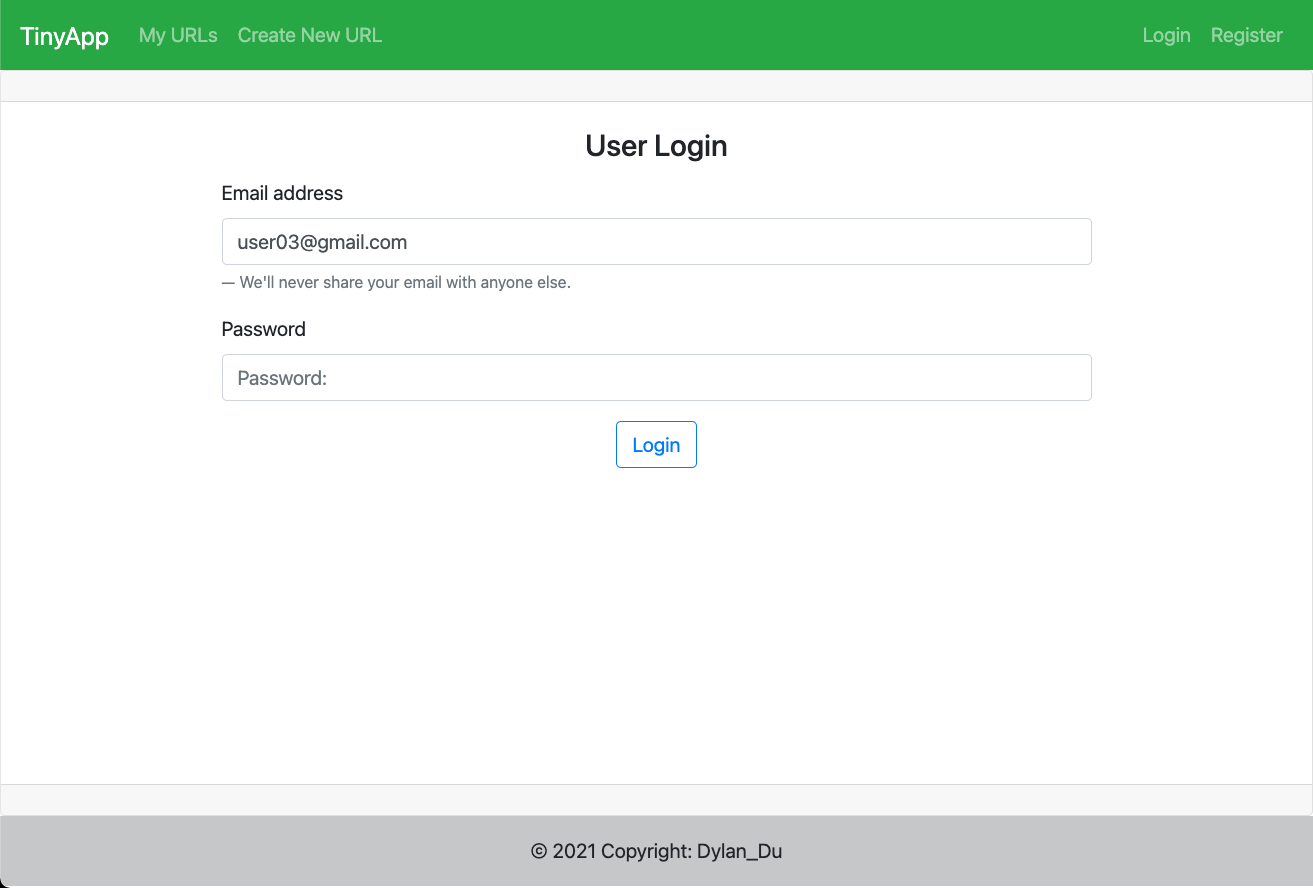 TinyApp My URLs Create New URL Login Register
User Login
Email address
user03@gmail.com
— We'll never share your email with anyone else.
Password
Password:
Login
© 2021 Copyright: Dylan_Du